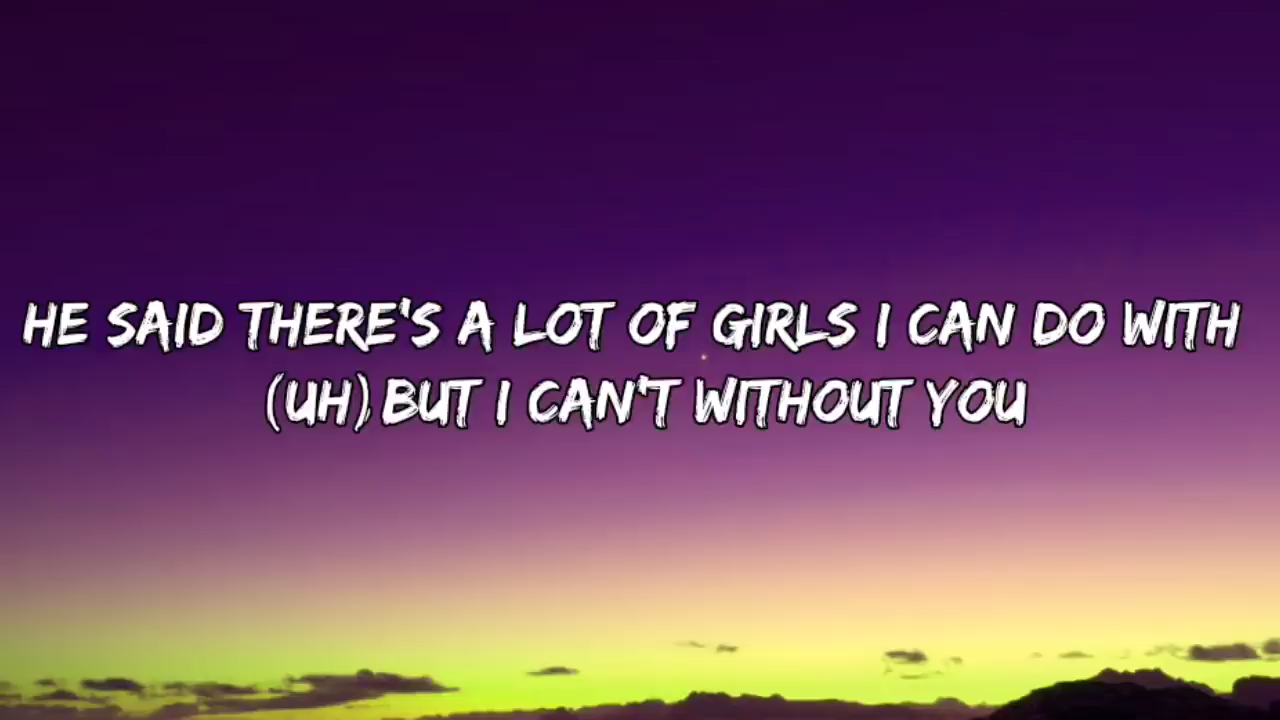 HE SAID THERE'S A LOT OF GIRLS I CAN DO WITH
(UH) BUT I CAN'T WITHOUT YOU